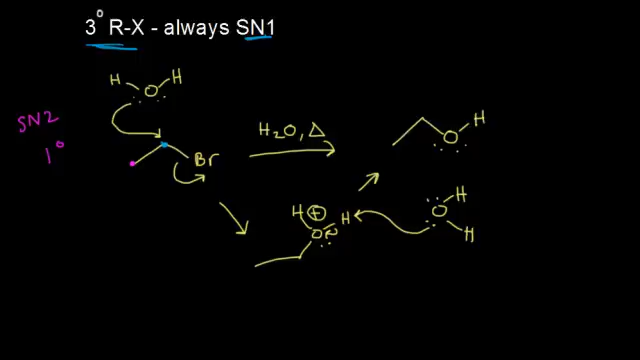 3° R-X - always SN1
H O H
SN2
1°
Br
H₂O, Δ
O H
H ⊕ H
O
O H
H